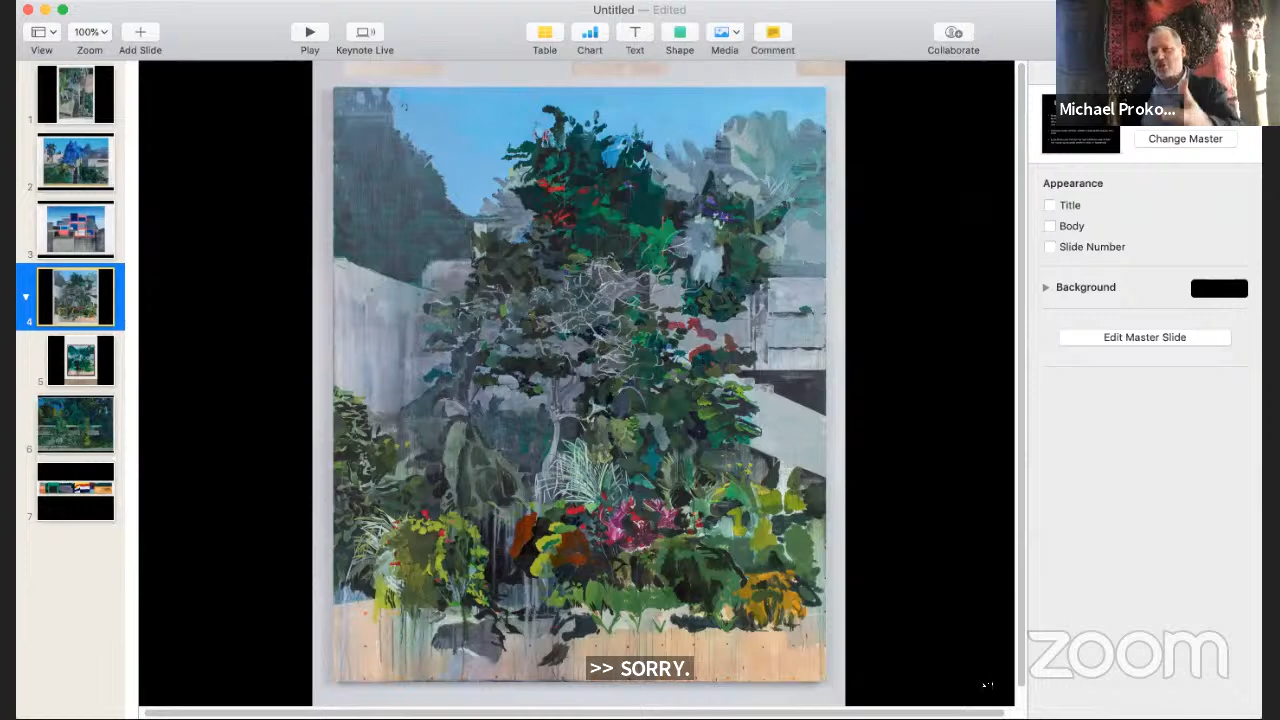 Untitled — Edited
View
100%
Zoom
Add Slide
Play
Keynote Live
Table
Chart
Text
Shape
Media
Comment
Collaborate
Michael Proko...
Change Master
Appearance
Title
Body
Slide Number
Background
Edit Master Slide
1
2
3
4
5
6
7
>> SORRY.
zoom